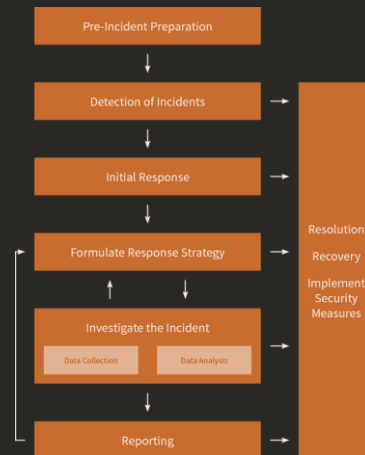 Pre-Incident Preparation
Detection of Incidents
Initial Response
Formulate Response Strategy
Investigate the Incident
Data Collection
Data Analysis
Reporting
Resolution
Recovery
Implement
Security
Measures